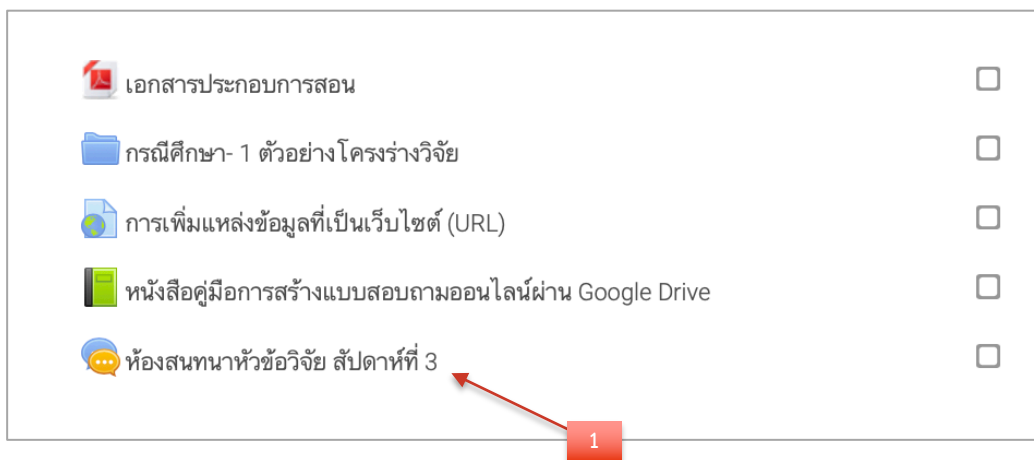 เอกสารประกอบการสอน
กรณีศึกษา- 1 ตัวอย่างโครงร่างวิจัย
การเพิ่มแหล่งข้อมูลที่เป็นเว็บไซต์ (URL)
หนังสือคู่มือการสร้างแบบสอบถามออนไลน์ผ่าน Google Drive
ห้องสนทนาหัวข้อวิจัย สัปดาห์ที่ 3
1